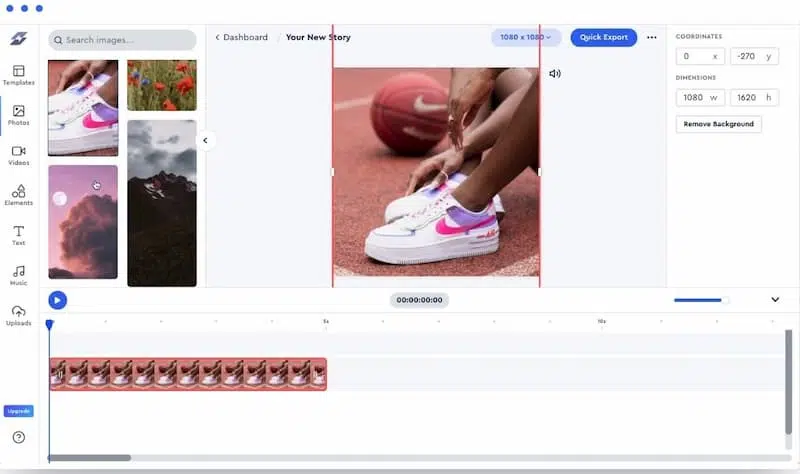 Search images...
Dashboard / Your New Story
1080 x 1080
Quick Export
COORDINATES
0 x
-270 y
DIMENSIONS
1080 w
1620 h
Remove Background
Templates
Photos
Videos
Elements
Text
Music
Uploads
Upgrade
00:00:00:00
5s
10s